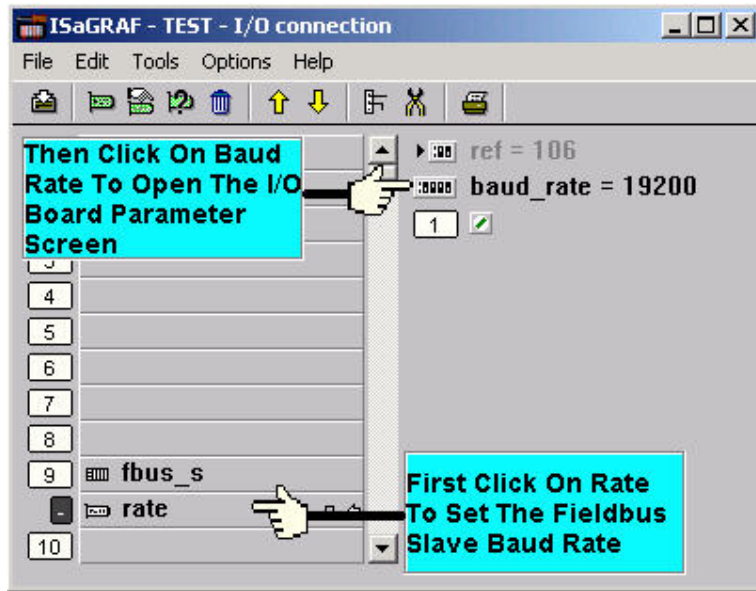 ISaGRAF - TEST - I/O connection
File Edit Tools Options Help
Then Click On Baud
Rate To Open The I/O
Board Parameter
Screen
ref = 106
baud_rate = 19200
1
4
5
6
7
8
9 fbus_s
rate
10
First Click On Rate
To Set The Fieldbus
Slave Baud Rate